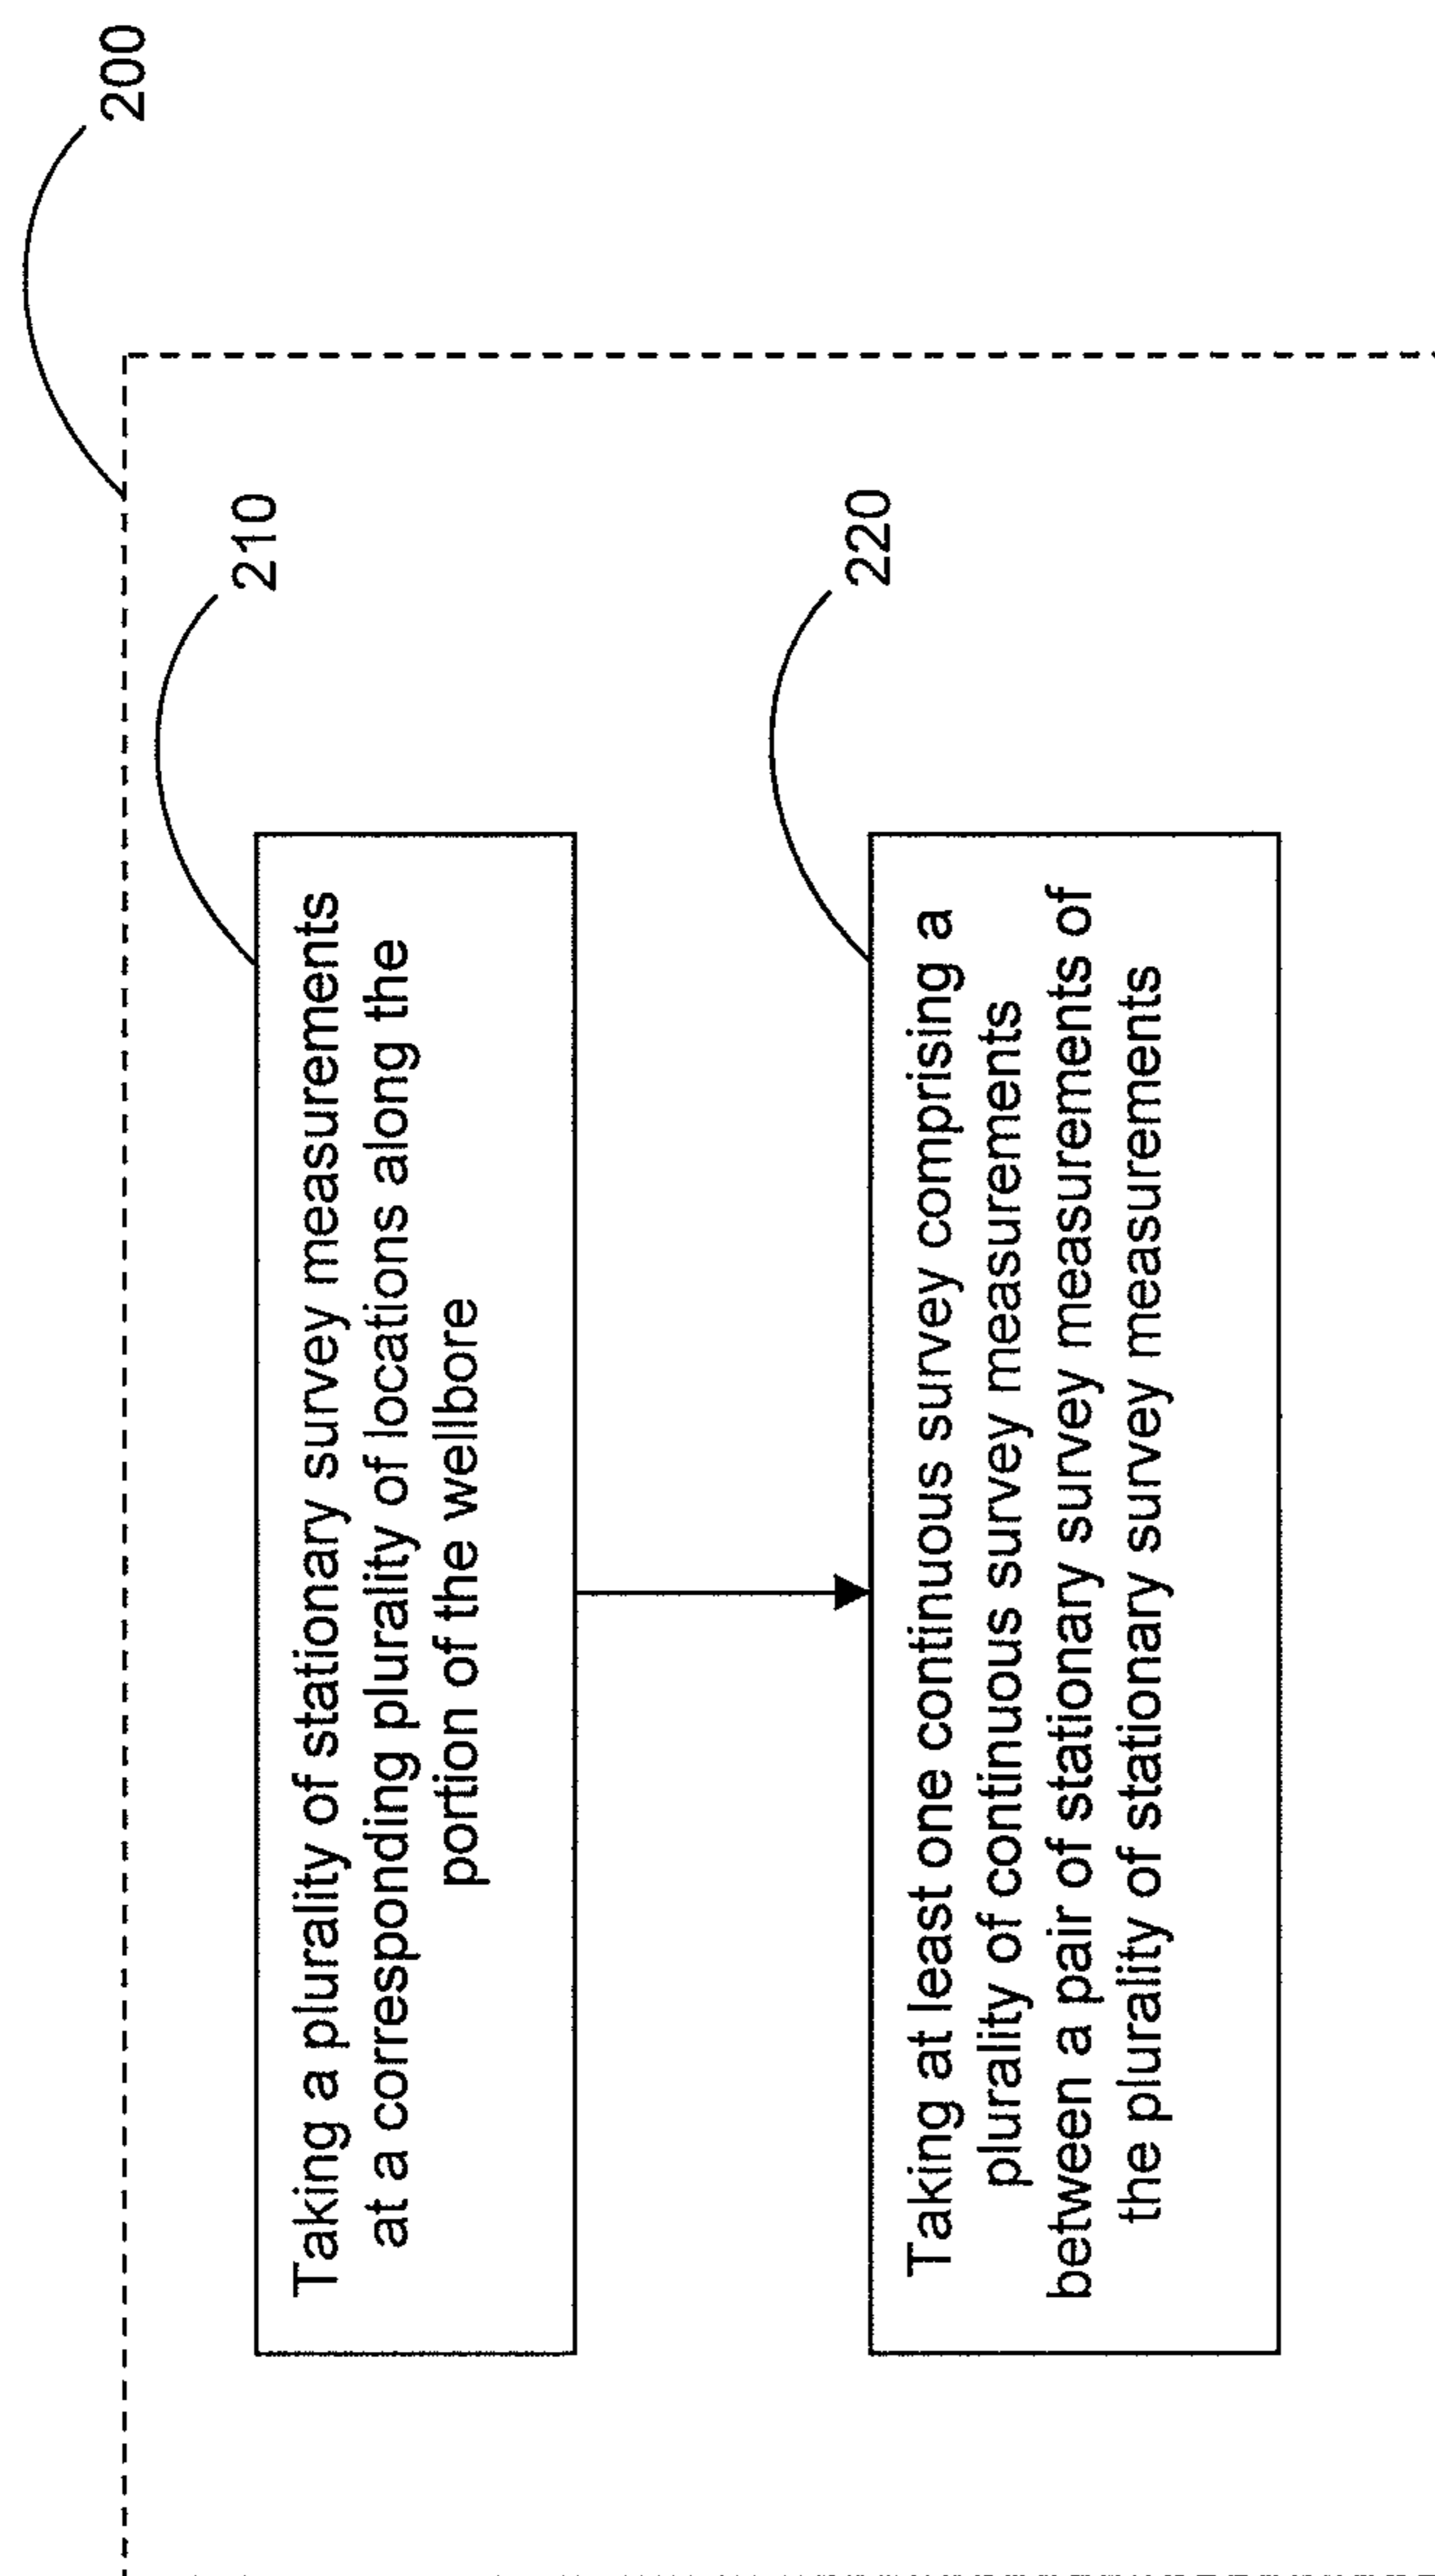 200
210
Taking a plurality of stationary survey measurements
at a corresponding plurality of locations along the
portion of the wellbore
220
Taking at least one continuous survey comprising a
plurality of continuous survey measurements
between a pair of stationary survey measurements of
the plurality of stationary survey measurements